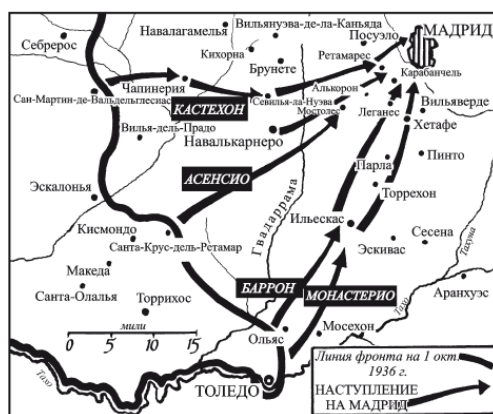 МАДРИД
Навалагамелья
Вильянуэва-де-ла-Каньяда
Посуэло
Себрерос
Кихорна
Ретамарес
Брунете
Карабанчель
Чапинерия
Алькорон
Сан-Мартин-де-Вальдеглесиас
Севилья-ла-Нуэва
Мостолес
Леганес
Вильяверде
КАСТЕХОН
Хетафе
Вилья-дель-Прадо
Навалькарнеро
Пинто
Парла
АСЕНСИО
Эскалонья
Торрехон
Гвадаррама
Ильескас
Кисмондо
Санта-Крус-дель-Ретамар
Эскивас
Сесена
Тахуна
Македа
БАРРОН
МОНАСТЕРИО
Тахо
Аранхуэс
Санта-Олалья
Торрихос
0 5 10 15
мили
Ольяс
Мосехон
Тахо
ТОЛЕДО
Линия фронта на 1 окт.
1936 г.
НАСТУПЛЕНИЕ
НА МАДРИД